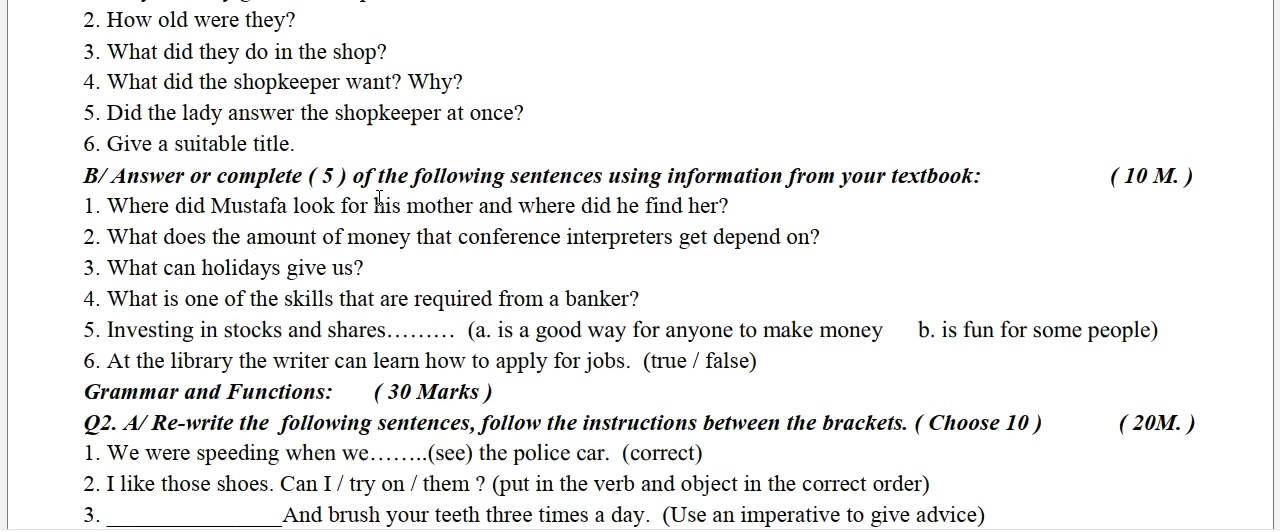 2. How old were they?
3. What did they do in the shop?
4. What did the shopkeeper want? Why?
5. Did the lady answer the shopkeeper at once?
6. Give a suitable title.
B/ Answer or complete ( 5 ) of the following sentences using information from your textbook: ( 10 M. )
1. Where did Mustafa look for his mother and where did he find her?
2. What does the amount of money that conference interpreters get depend on?
3. What can holidays give us?
4. What is one of the skills that are required from a banker?
5. Investing in stocks and shares……… (a. is a good way for anyone to make money b. is fun for some people)
6. At the library the writer can learn how to apply for jobs. (true / false)
Grammar and Functions: ( 30 Marks )
Q2. A/ Re-write the following sentences, follow the instructions between the brackets. ( Choose 10 ) ( 20M. )
1. We were speeding when we……..(see) the police car. (correct)
2. I like those shoes. Can I / try on / them ? (put in the verb and object in the correct order)
3. ________________And brush your teeth three times a day. (Use an imperative to give advice)